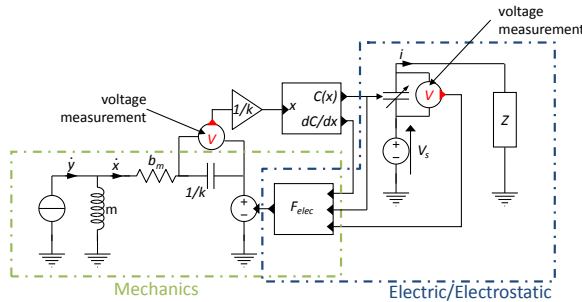 voltage
measurement
voltage
measurement
i
C(x)
x
dC/dx
1/k
V
V
Z
V_s
ẏ
ẋ
b_m
1/k
m
F_elec
Mechanics
Electric/Electrostatic